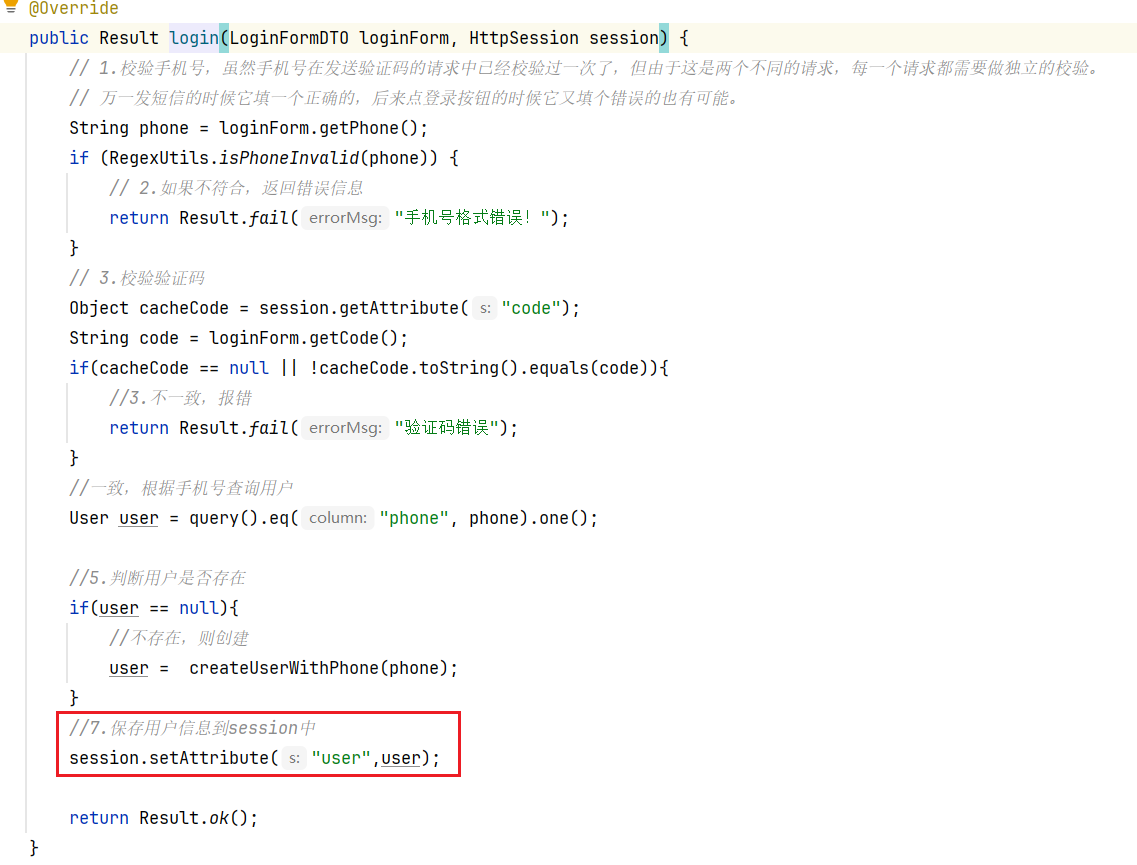 @Override
public Result login(LoginFormDTO loginForm, HttpSession session) {
// 1.校验手机号，虽然手机号在发送验证码的请求中已经校验过一次了，但由于这是两个不同的请求，每一个请求都需要做独立的校验。
// 万一发短信的时候它填一个正确的，后来点登录按钮的时候它又填个错误的也有可能。
String phone = loginForm.getPhone();
if (RegexUtils.isPhoneInvalid(phone)) {
// 2.如果不符合，返回错误信息
return Result.fail( errorMsg: "手机号格式错误！");
}
// 3.校验验证码
Object cacheCode = session.getAttribute( s: "code");
String code = loginForm.getCode();
if(cacheCode == null || !cacheCode.toString().equals(code)){
//3.不一致，报错
return Result.fail( errorMsg: "验证码错误");
}
//一致，根据手机号查询用户
User user = query().eq( column: "phone", phone).one();
//5.判断用户是否存在
if(user == null){
//不存在，则创建
user =  createUserWithPhone(phone);
}
//7.保存用户信息到session中
session.setAttribute( s: "user",user);
return Result.ok();
}